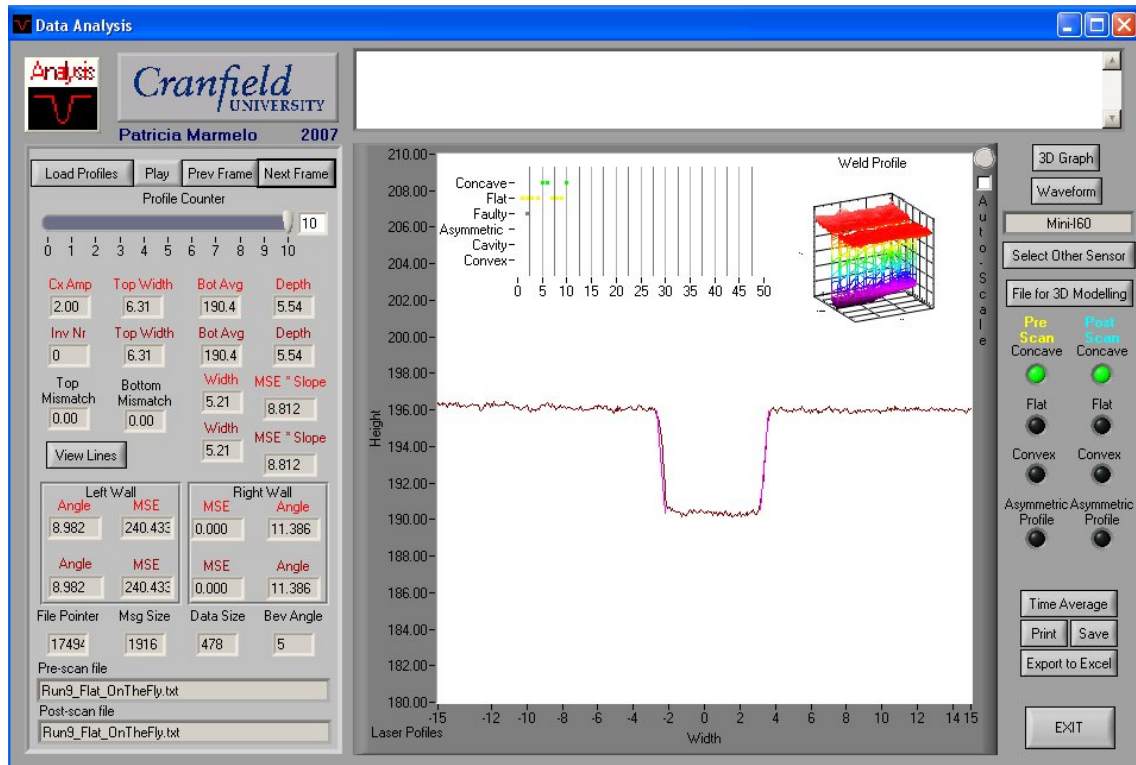 Data Analysis
Analysis
Cranfield
UNIVERSITY
Patricia Marmelo 2007
Load Profiles Play Prev Frame Next Frame
Profile Counter
10
0 1 2 3 4 5 6 7 8 9 10
Cx Amp Top Width Bot Avg Depth
2.00 6.31 190.4 5.54
Inv Nr Top Width Bot Avg Depth
0 6.31 190.4 5.54
Top Mismatch Bottom Mismatch Width MSE * Slope
0.00 0.00 5.21 8.812
Width MSE * Slope
5.21 8.812
View Lines
Left Wall Right Wall
Angle MSE MSE Angle
8.982 240.433 0.000 11.386
Angle MSE MSE Angle
8.982 240.433 0.000 11.386
File Pointer Msg Size Data Size Bev Angle
17494 1916 478 5
Pre-scan file
Run9_Flat_OnTheFly.txt
Post-scan file
Run9_Flat_OnTheFly.txt
210.00
208.00
206.00
204.00
202.00
200.00
198.00
196.00
194.00
192.00
190.00
188.00
186.00
184.00
182.00
180.00
Height
-15 -12 -10 -8 -6 -4 -2 0 2 4 6 8 10 12 14 15
Laser Pofiles
Width
Concave
Flat
Faulty
Asymmetric
Cavity
Convex
0 5 10 15 20 25 30 35 40 45 50
Weld Profile
Auto-Scale
3D Graph
Waveform
Mini-I60
Select Other Sensor
File for 3D Modelling
Pre Scan Post Scan
Concave Concave
Flat Flat
Convex Convex
Asymmetric Profile Asymmetric Profile
Time Average
Print Save
Export to Excel
EXIT